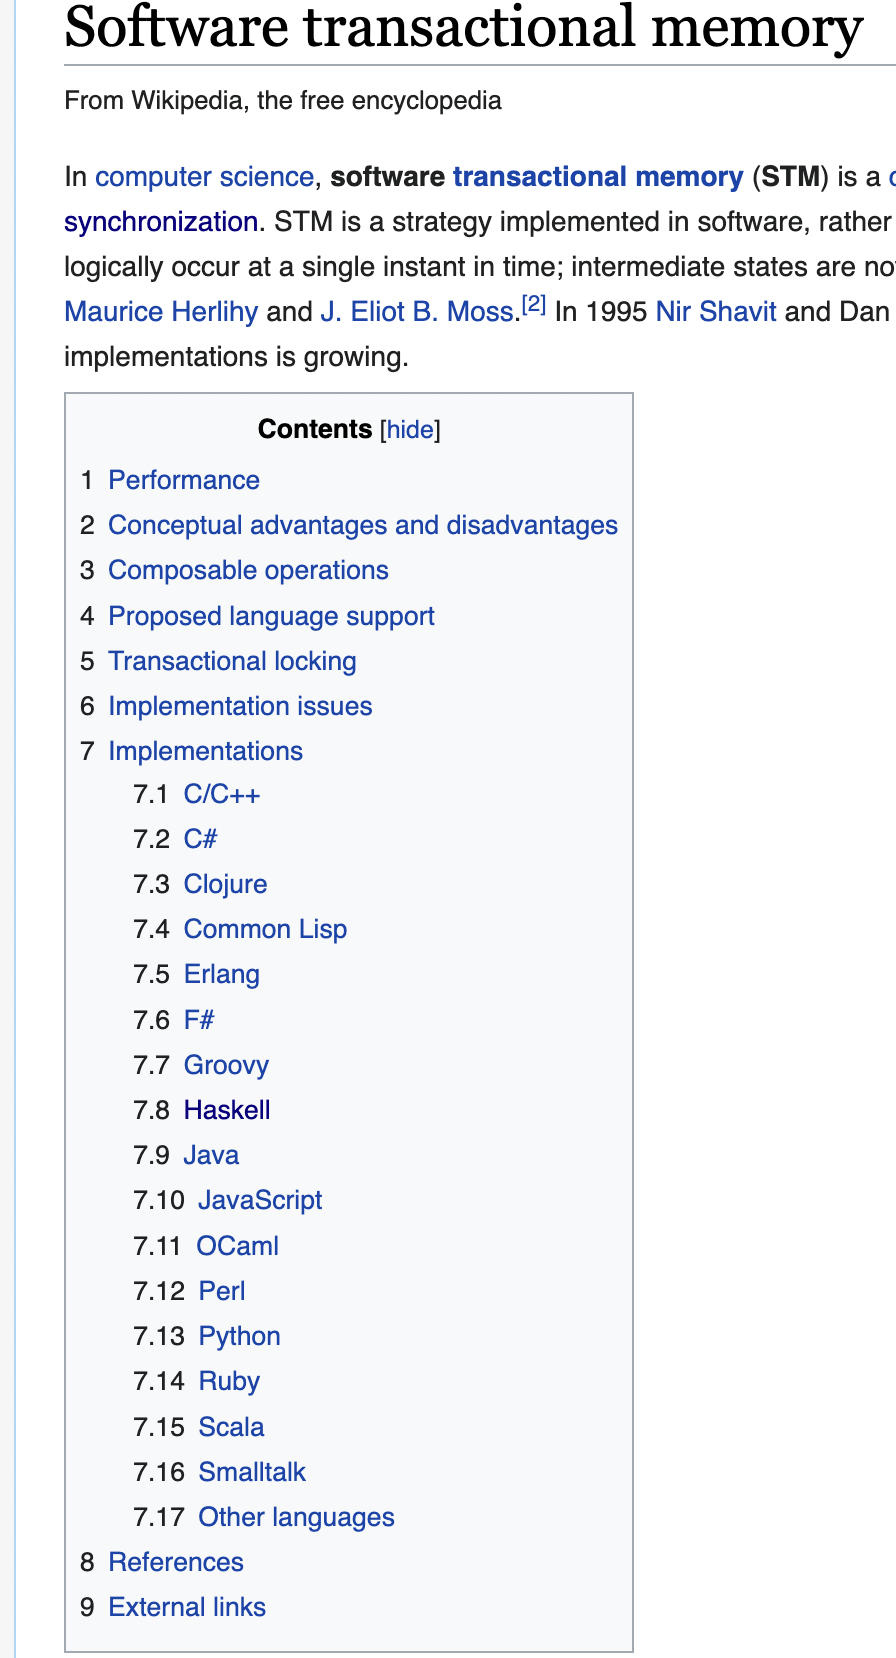 Software transactional memory
From Wikipedia, the free encyclopedia
In computer science, software transactional memory (STM) is a
synchronization. STM is a strategy implemented in software, rather
logically occur at a single instant in time; intermediate states are
Maurice Herlihy and J. Eliot B. Moss.[2] In 1995 Nir Shavit and Dan
implementations is growing.
Contents [hide]
1 Performance
2 Conceptual advantages and disadvantages
3 Composable operations
4 Proposed language support
5 Transactional locking
6 Implementation issues
7 Implementations
7.1 C/C++
7.2 C#
7.3 Clojure
7.4 Common Lisp
7.5 Erlang
7.6 F#
7.7 Groovy
7.8 Haskell
7.9 Java
7.10 JavaScript
7.11 OCaml
7.12 Perl
7.13 Python
7.14 Ruby
7.15 Scala
7.16 Smalltalk
7.17 Other languages
8 References
9 External links